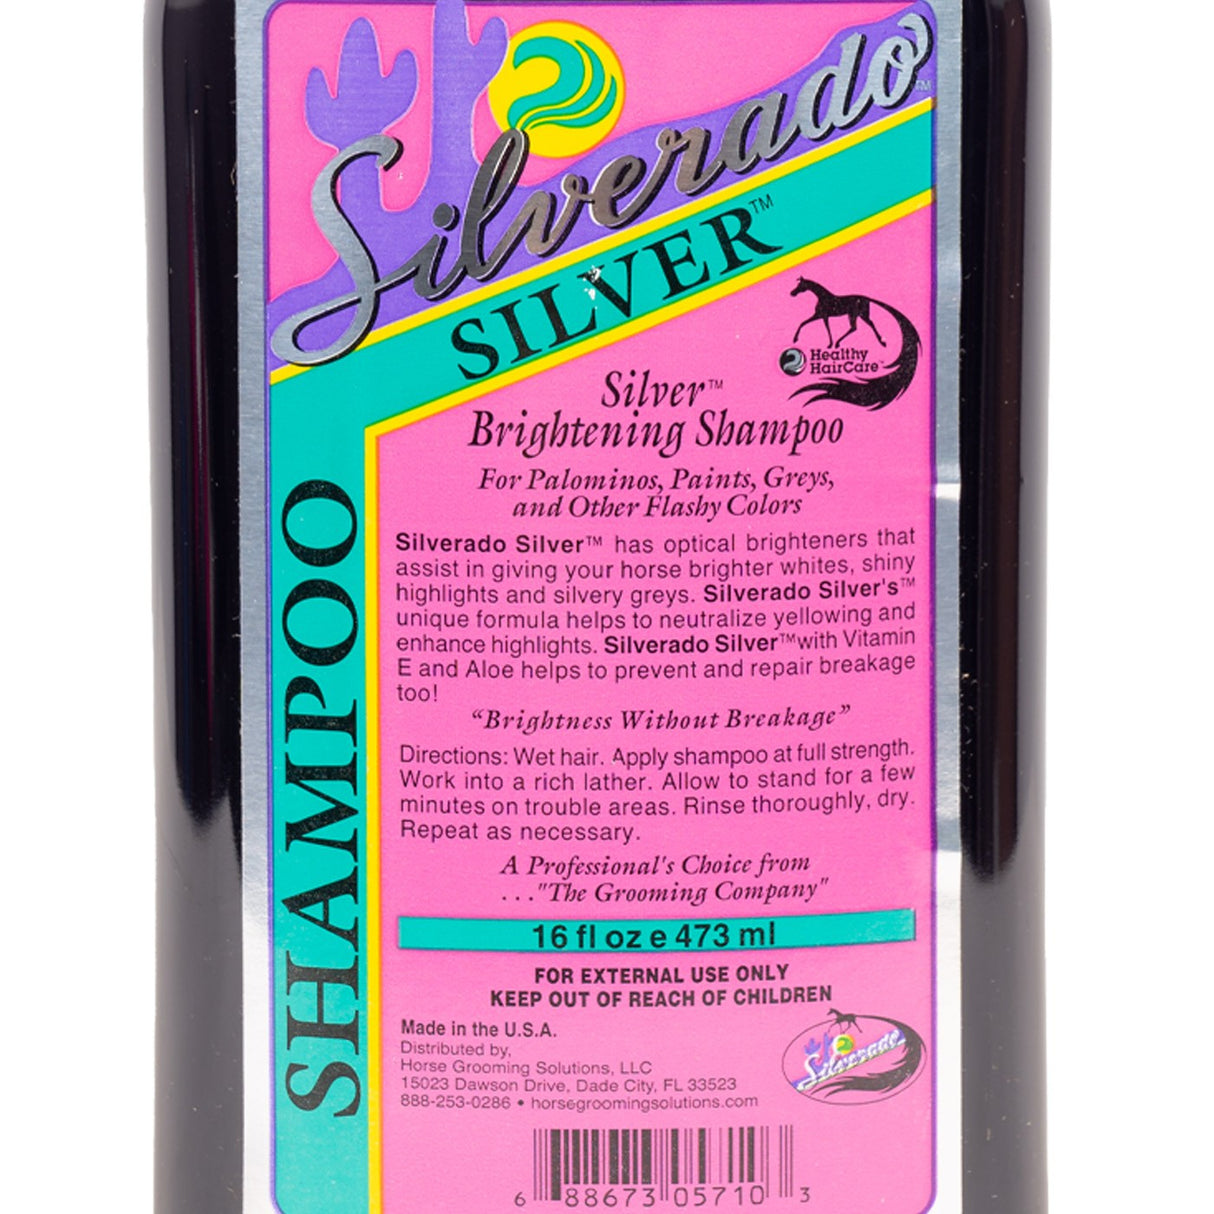 Silverado™
SILVER™
Healthy
HairCare™
Silver™
Brightening Shampoo
For Palominos, Paints, Greys,
and Other Flashy Colors
Silverado Silver™ has optical brighteners that
assist in giving your horse brighter whites, shiny
highlights and silvery greys. Silverado Silver's™
unique formula helps to neutralize yellowing and
enhance highlights. Silverado Silver™with Vitamin
E and Aloe helps to prevent and repair breakage
too!
“Brightness Without Breakage”
Directions: Wet hair. Apply shampoo at full strength.
Work into a rich lather. Allow to stand for a few
minutes on trouble areas. Rinse thoroughly, dry.
Repeat as necessary.
A Professional's Choice from
. . . "The Grooming Company"
16 fl oz e 473 ml
FOR EXTERNAL USE ONLY
KEEP OUT OF REACH OF CHILDREN
Made in the U.S.A.
Distributed by,
Horse Grooming Solutions, LLC
15023 Dawson Drive, Dade City, FL 33523
888-253-0286 • horsegroomingsolutions.com
Silverado
SHAMPOO
6 88673 05710 3